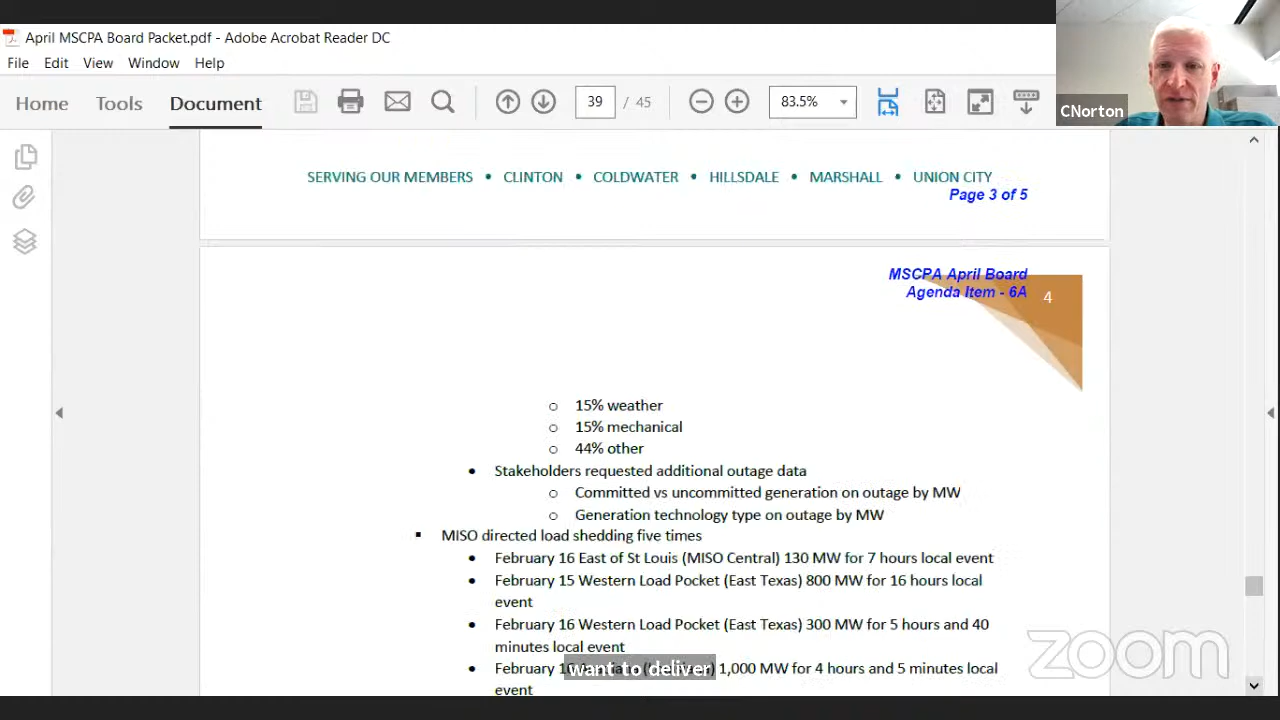 April MSCPA Board Packet.pdf - Adobe Acrobat Reader DC
File Edit View Window Help
Home Tools Document 39 / 45 83.5%
CNorton
SERVING OUR MEMBERS • CLINTON • COLDWATER • HILLSDALE • MARSHALL • UNION CITY
Page 3 of 5
MSCPA April Board
Agenda Item - 6A
4
o 15% weather
o 15% mechanical
o 44% other
• Stakeholders requested additional outage data
o Committed vs uncommitted generation on outage by MW
o Generation technology type on outage by MW
▪ MISO directed load shedding five times
• February 16 East of St Louis (MISO Central) 130 MW for 7 hours local event
• February 15 Western Load Pocket (East Texas) 800 MW for 16 hours local
event
• February 16 Western Load Pocket (East Texas) 300 MW for 5 hours and 40
minutes local event
• February 1,000 MW for 4 hours and 5 minutes local
event
want to deliver
zoom